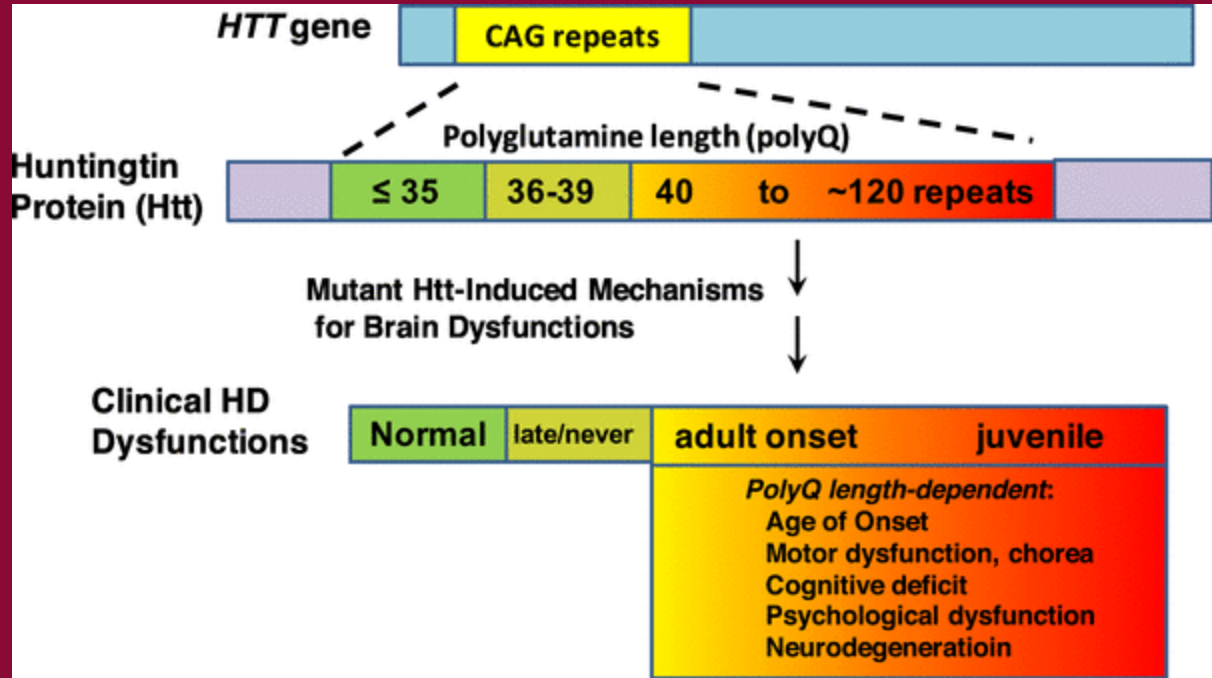 HTT gene
CAG repeats
Polyglutamine length (polyQ)
Huntingtin
Protein (Htt)
≤ 35
36-39
40 to ~120 repeats
Mutant Htt-Induced Mechanisms
for Brain Dysfunctions
Clinical HD
Dysfunctions
Normal
late/never
adult onset
juvenile
PolyQ length-dependent:
Age of Onset
Motor dysfunction, chorea
Cognitive deficit
Psychological dysfunction
Neurodegeneratioin